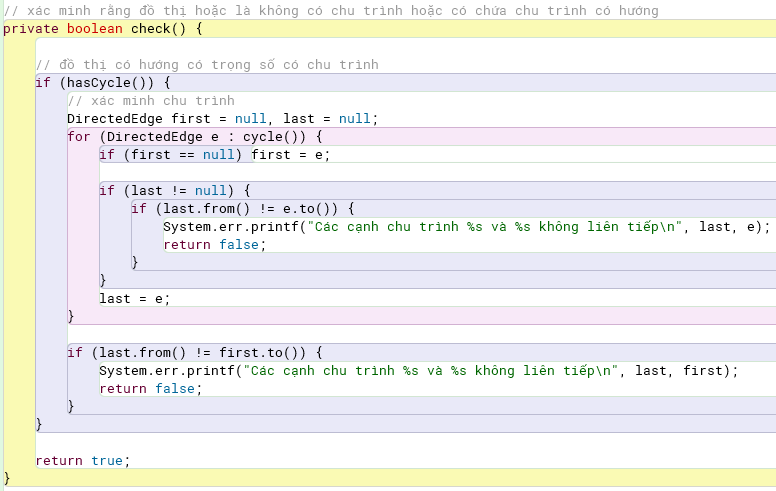 // xác minh rằng đồ thị hoặc là không có chu trình hoặc có chứa chu trình có hướng
private boolean check() {
// đồ thị có hướng có trọng số có chu trình
if (hasCycle()) {
// xác minh chu trình
DirectedEdge first = null, last = null;
for (DirectedEdge e : cycle()) {
if (first == null) first = e;
if (last != null) {
if (last.from() != e.to()) {
System.err.printf("Các cạnh chu trình %s và %s không liên tiếp\n", last, e);
return false;
}
}
last = e;
}
if (last.from() != first.to()) {
System.err.printf("Các cạnh chu trình %s và %s không liên tiếp\n", last, first);
return false;
}
}
return true;
}